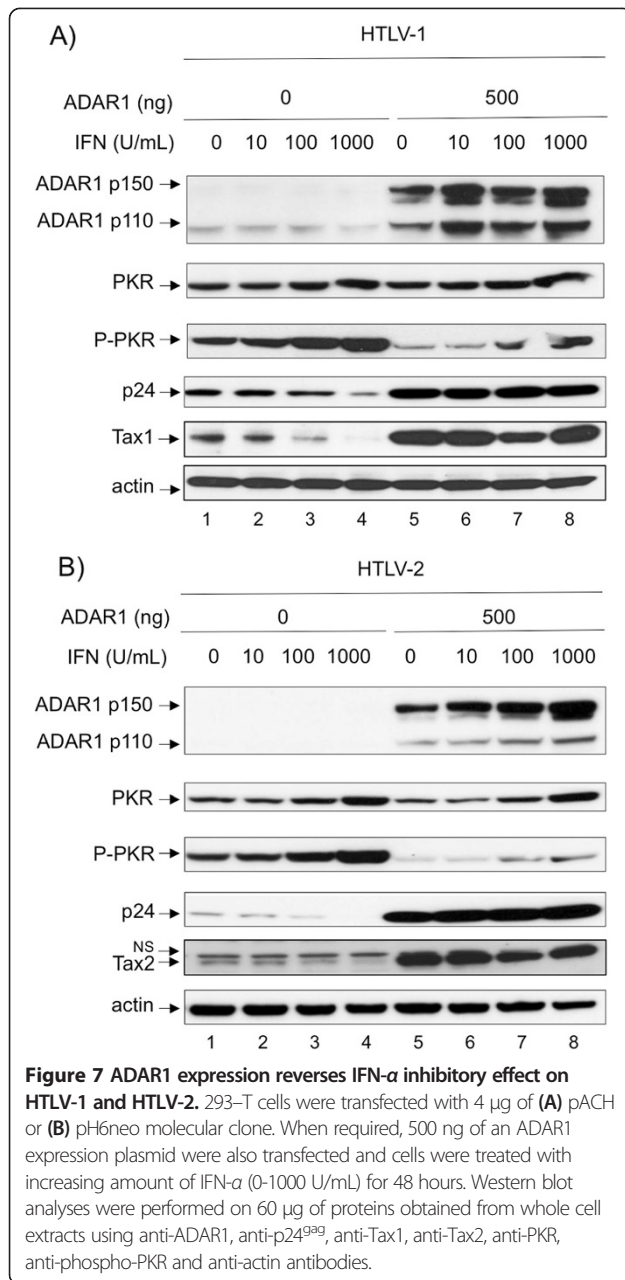 A)
HTLV-1
ADAR1 (ng) 0 500
IFN (U/mL) 0 10 100 1000 0 10 100 1000
ADAR1 p150
ADAR1 p110
PKR
P-PKR
p24
Tax1
actin
1 2 3 4 5 6 7 8
B)
HTLV-2
ADAR1 (ng) 0 500
IFN (U/mL) 0 10 100 1000 0 10 100 1000
ADAR1 p150
ADAR1 p110
PKR
P-PKR
p24
NS
Tax2
actin
1 2 3 4 5 6 7 8
Figure 7 ADAR1 expression reverses IFN-α inhibitory effect on
HTLV-1 and HTLV-2. 293–T cells were transfected with 4 μg of (A) pACH
or (B) pH6neo molecular clone. When required, 500 ng of an ADAR1
expression plasmid were also transfected and cells were treated with
increasing amount of IFN-α (0-1000 U/mL) for 48 hours. Western blot
analyses were performed on 60 μg of proteins obtained from whole cell
extracts using anti-ADAR1, anti-p24gag, anti-Tax1, anti-Tax2, anti-PKR,
anti-phospho-PKR and anti-actin antibodies.